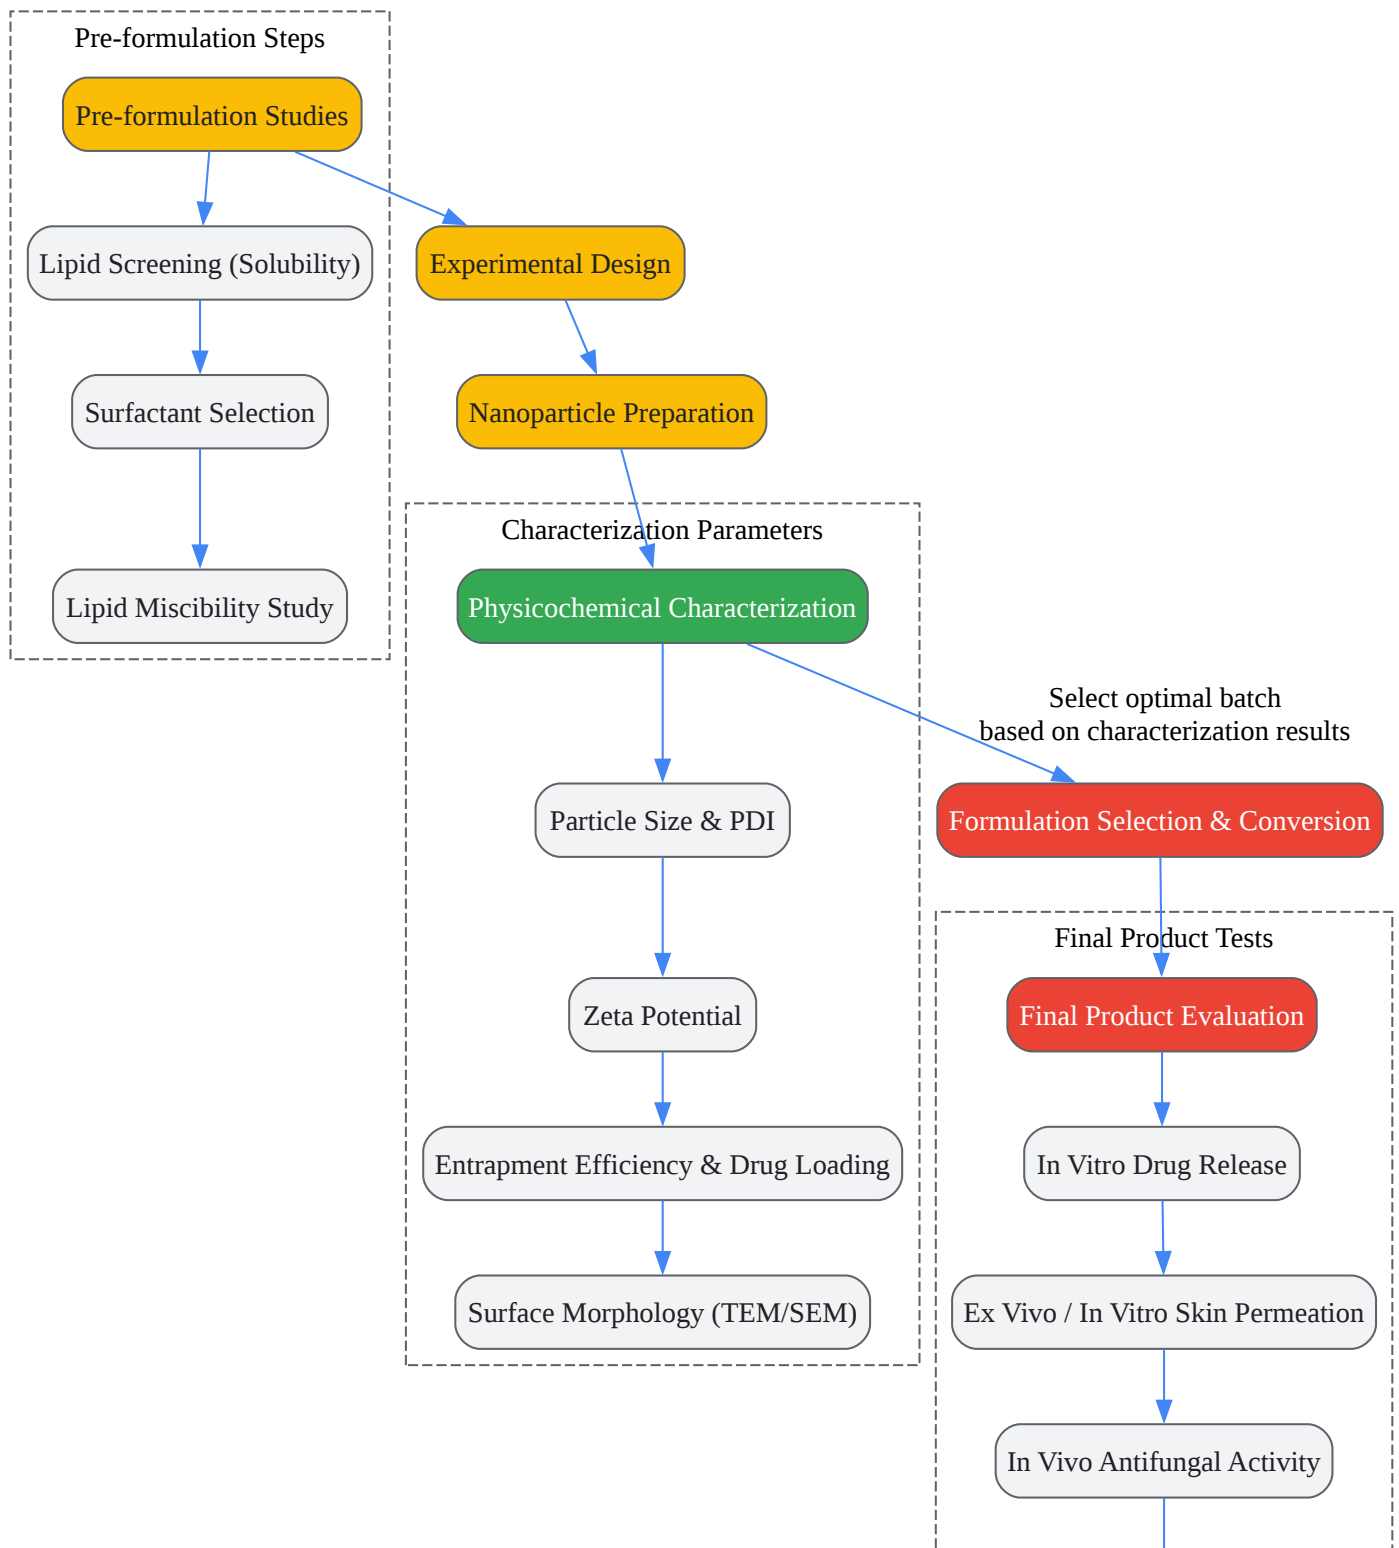 Pre-formulation Steps
Pre-formulation Studies
Lipid Screening (Solubility)
Surfactant Selection
Lipid Miscibility Study
Experimental Design
Nanoparticle Preparation
Characterization Parameters
Physicochemical Characterization
Particle Size & PDI
Zeta Potential
Entrapment Efficiency & Drug Loading
Surface Morphology (TEM/SEM)
Select optimal batch
based on characterization results
Formulation Selection & Conversion
Final Product Tests
Final Product Evaluation
In Vitro Drug Release
Ex Vivo / In Vitro Skin Permeation
In Vivo Antifungal Activity